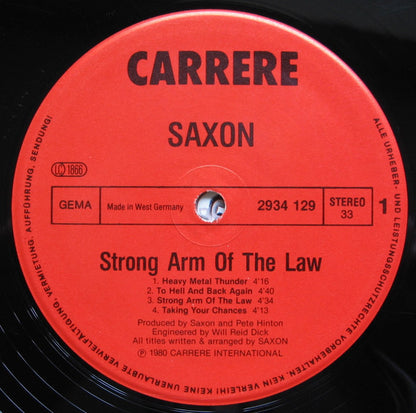 CARRERE
SAXON
LC 1866
GEMA
Made in West Germany
2934 129
STEREO
33
1
Strong Arm Of The Law
1. Heavy Metal Thunder 4'16
2. To Hell And Back Again 4'40
3. Strong Arm Of The Law 4'34
4. Taking Your Chances 4'13
Produced by Saxon and Pete Hinton
Engineered by Will Reid Dick
All titles written & arranged by SAXON
℗ 1980 CARRERE INTERNATIONAL
ALLE URHEBER- UND LEISTUNGSSCHUTZRECHTE VORBEHALTEN. KEIN VERLEIH! KEINE UNERLAUBTE VERVIELFÄLTIGUNG, VERMIETUNG, AUFFÜHRUNG, SENDUNG!